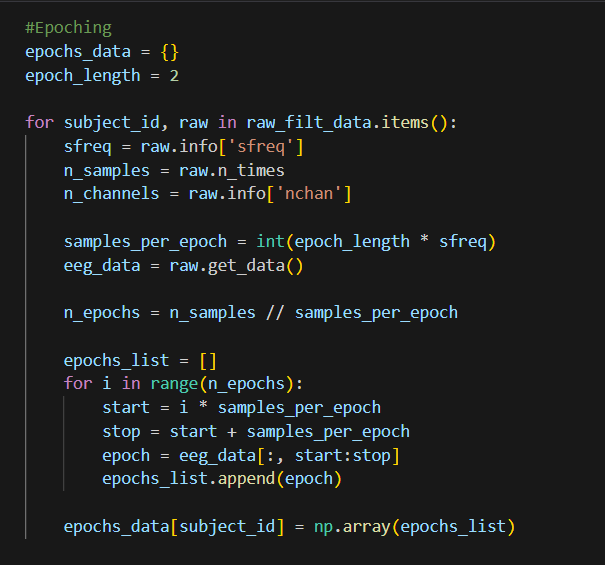 #Epoching
epochs_data = {}
epoch_length = 2
for subject_id, raw in raw_filt_data.items():
sfreq = raw.info['sfreq']
n_samples = raw.n_times
n_channels = raw.info['nchan']
samples_per_epoch = int(epoch_length * sfreq)
eeg_data = raw.get_data()
n_epochs = n_samples // samples_per_epoch
epochs_list = []
for i in range(n_epochs):
start = i * samples_per_epoch
stop = start + samples_per_epoch
epoch = eeg_data[:, start:stop]
epochs_list.append(epoch)
epochs_data[subject_id] = np.array(epochs_list)